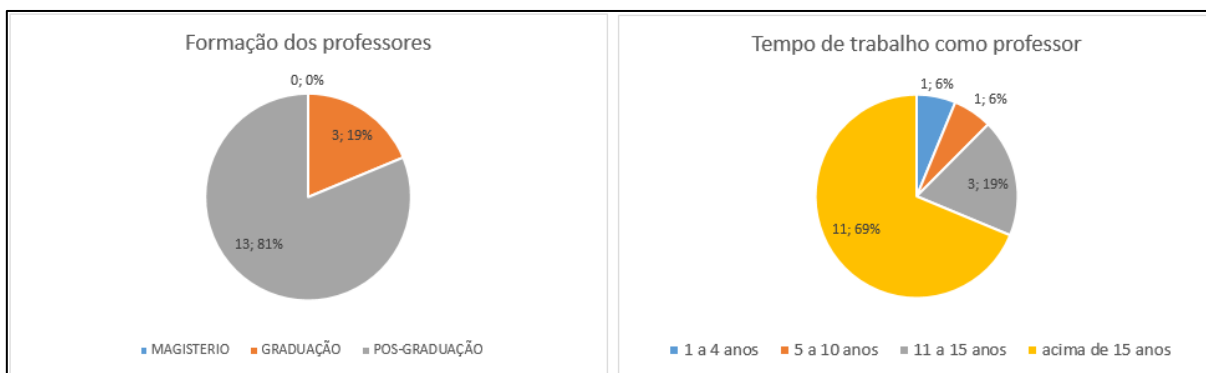 Formação dos professores
0; 0%
3; 19%
13; 81%
MAGISTERIO GRADUAÇÃO POS-GRADUAÇÃO
Tempo de trabalho como professor
1; 6%
1; 6%
3; 19%
11; 69%
1 a 4 anos 5 a 10 anos 11 a 15 anos acima de 15 anos